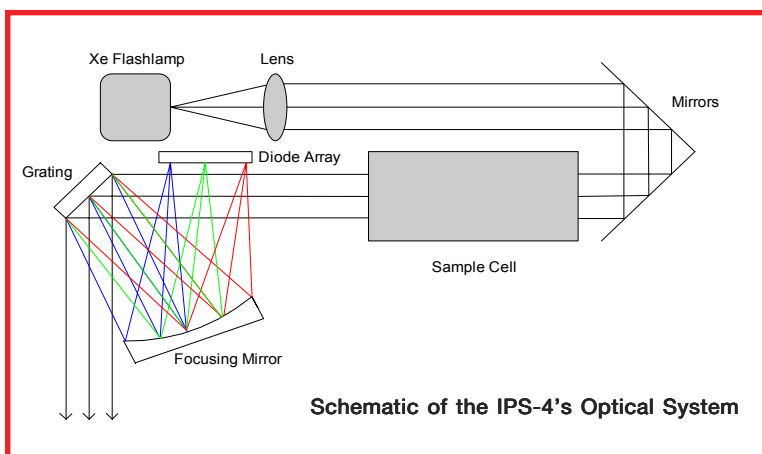 Xe Flashlamp
Lens
Mirrors
Diode Array
Grating
Sample Cell
Focusing Mirror
Schematic of the IPS-4's Optical System